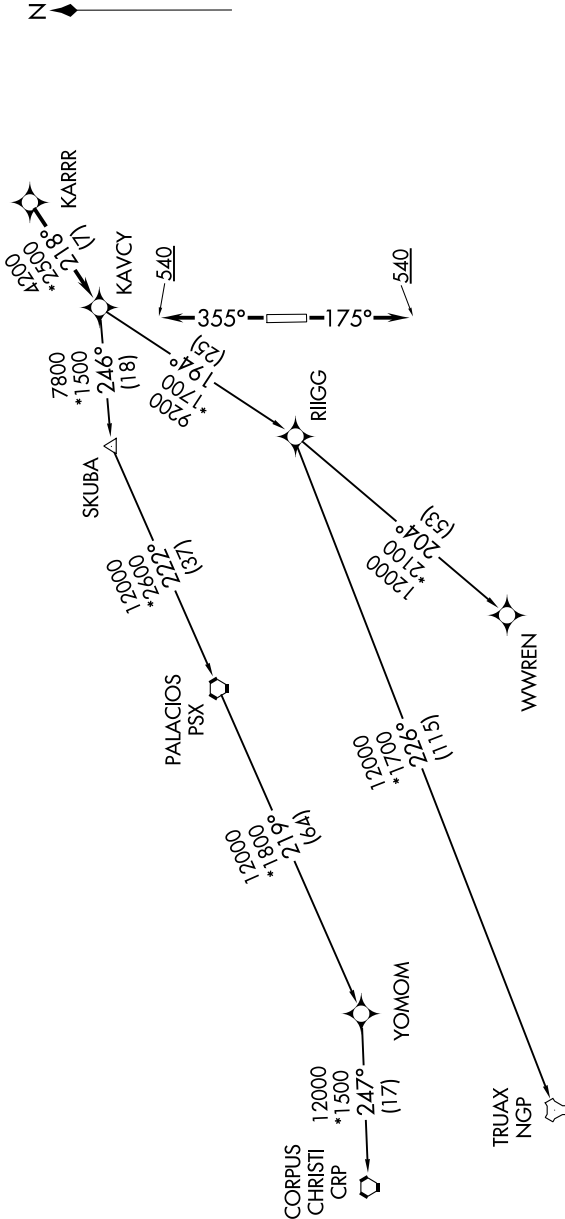 N
KARRR
4200
*2500
218°
(7)
KAVCY
540
355°
175°
540
7800
*1500
246°
(18)
9200
*1700
194°
(25)
SKUBA
RIIGG
12000
*2600
222°
(37)
12000
*2100
204°
(53)
PALACIOS
PSX
WWREN
12000
*1800
219°
(64)
12000
*1700
226°
(115)
YOMOM
12000
*1500
247°
(17)
CORPUS
CHRISTI
CRP
TRUAX
NGP